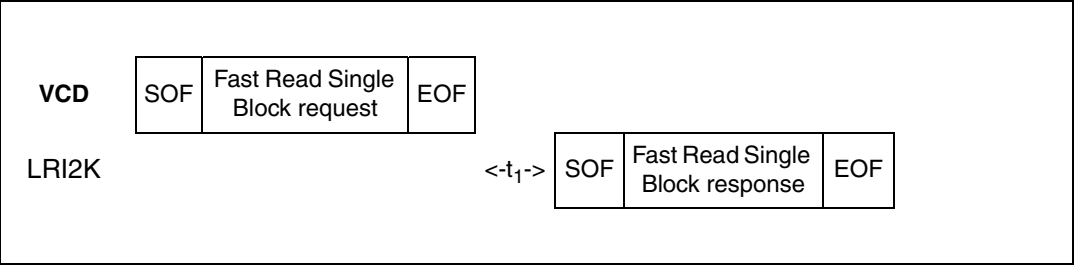 VCD SOF Fast Read Single Block request EOF
LRI2K <-t1-> SOF Fast Read Single Block response EOF